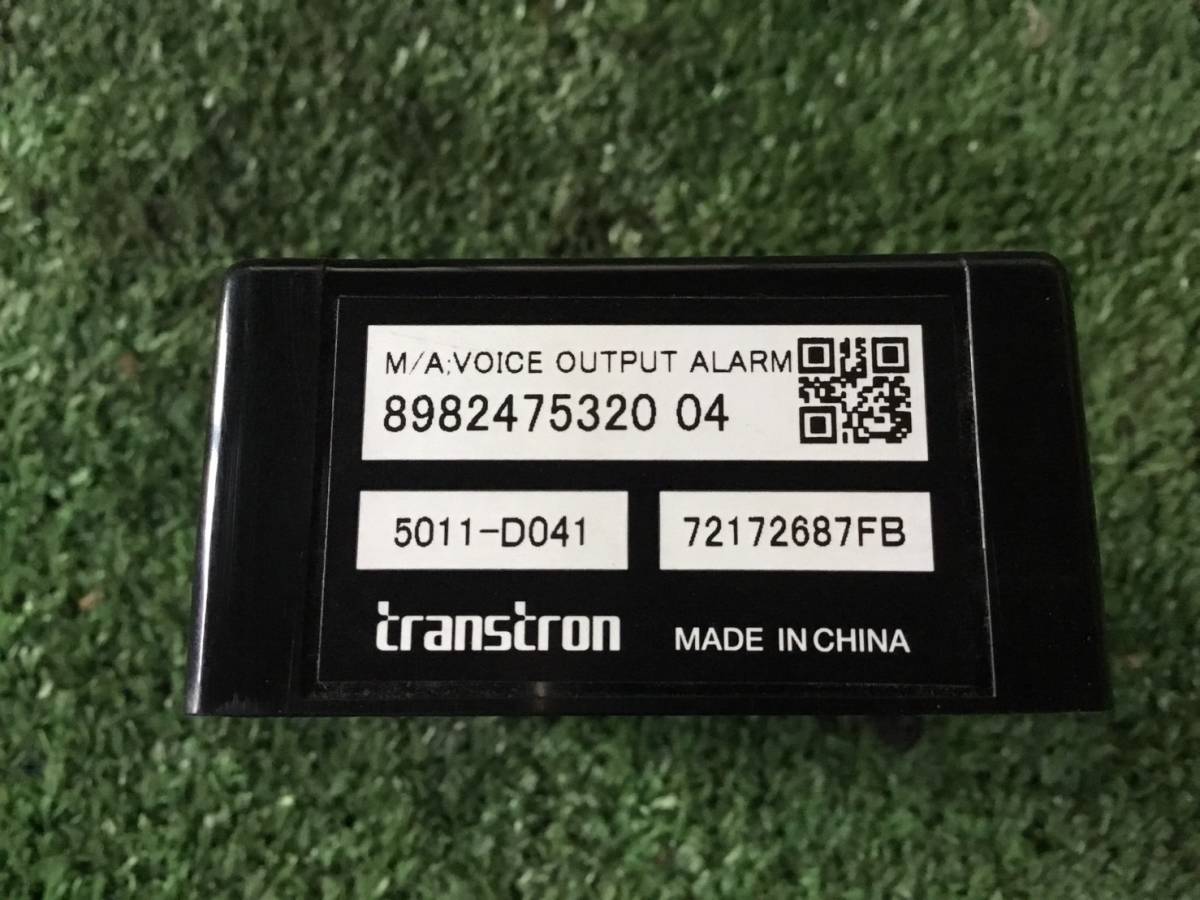 M/A;VOICE OUTPUT ALARM
8982475320 04
5011-D041
72172687FB
transtron
MADE IN CHINA